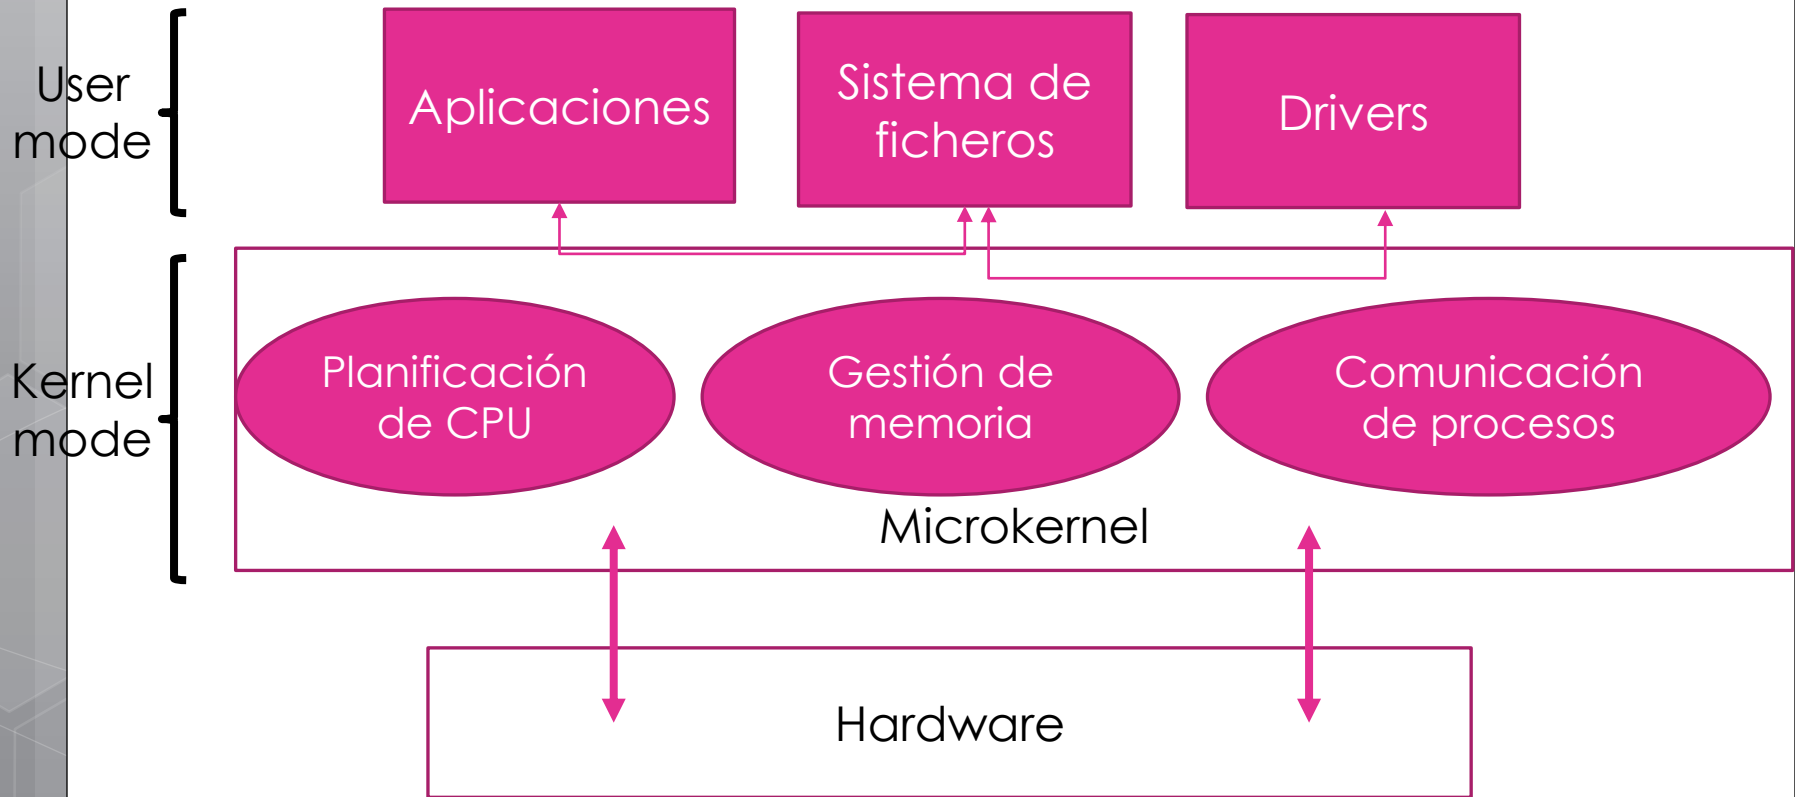 User
mode
Aplicaciones
Sistema de
ficheros
Drivers
Kernel
mode
Planificación
de CPU
Gestión de
memoria
Comunicación
de procesos
Microkernel
Hardware